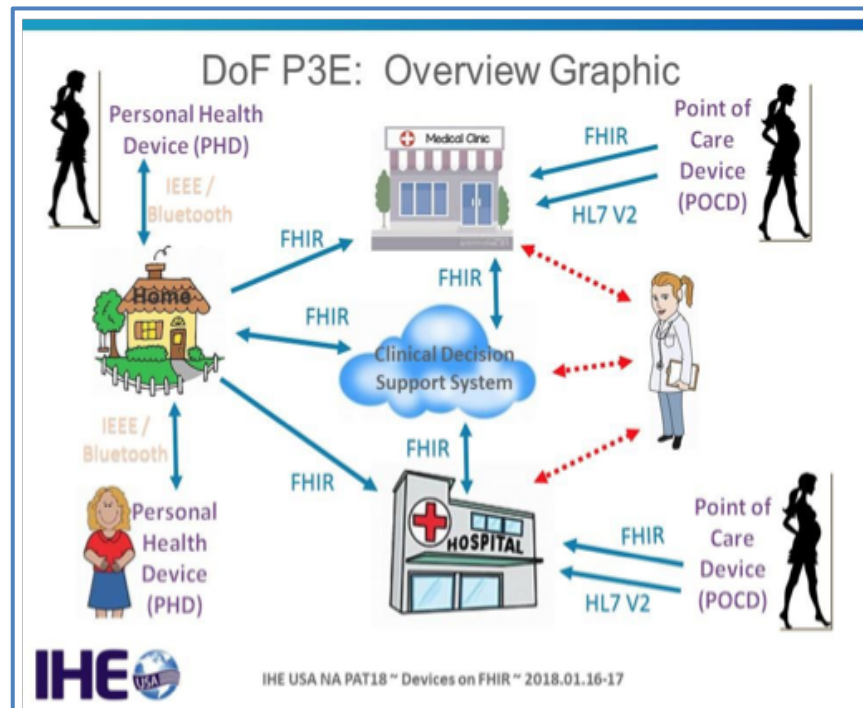 DoF P3E: Overview Graphic
Personal Health
Device (PHD)
IEEE /
Bluetooth
Medical Clinic
FHIR
HL7 V2
Point of
Care
Device
(POCD)
FHIR
FHIR
Home
FHIR
Clinical Decision
Support System
IEEE /
Bluetooth
FHIR
FHIR
Personal
Health
Device
(PHD)
HOSPITAL
FHIR
HL7 V2
Point of
Care
Device
(POCD)
IHE
USA
IHE USA NA PAT18 ~ Devices on FHIR ~ 2018.01.16-17